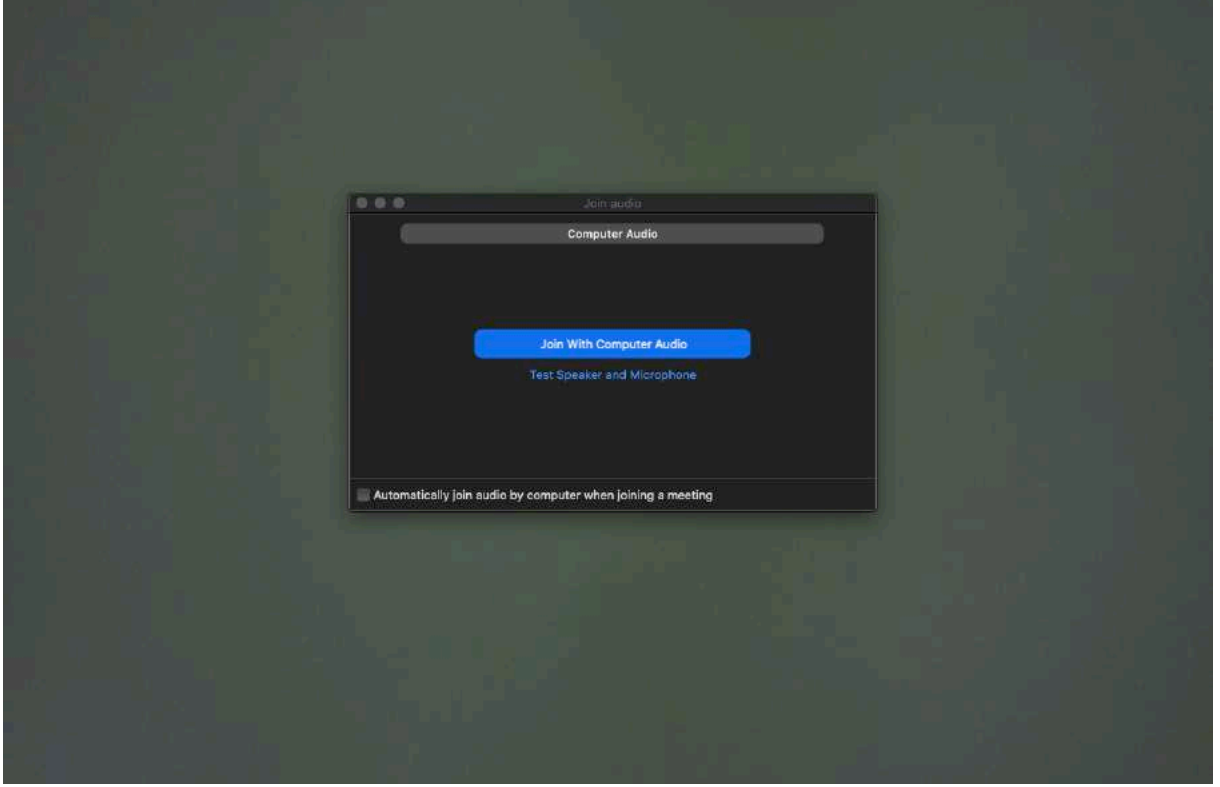 Join audio
Computer Audio
Join With Computer Audio
Test Speaker and Microphone
Automatically join audio by computer when joining a meeting